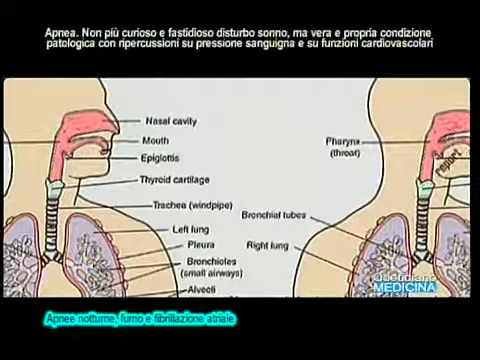 Apnea. Non più curioso e fastidioso disturbo sonno, ma vera e propria condizione
patologica con ripercussioni su pressione sanguigna e su funzioni cardiovascolari
Nasal cavity
Mouth
Epiglottis
Thyroid cartilage
Trachea (windpipe)
Left lung
Pleura
Bronchioles
(small airways)
Alveoli
Pharynx
(throat)
Bronchial tubes
Right lung
report
Quotidiano
MEDICINA
Apnee notturne, fumo e fibrillazione atriale